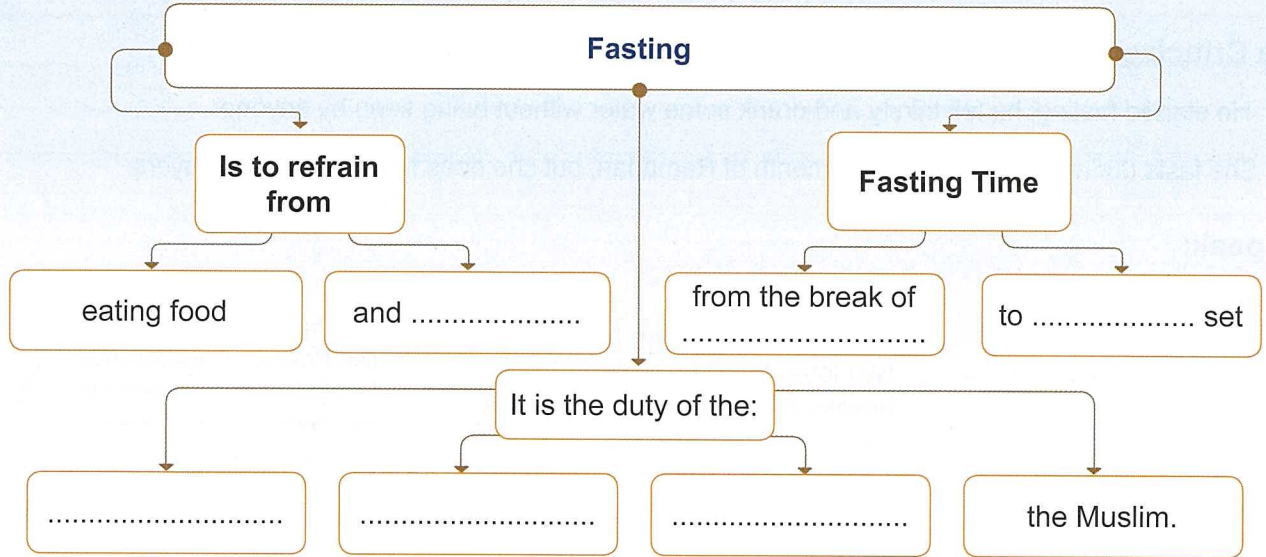 Fasting
Is to refrain
from
Fasting Time
eating food
and .....................
from the break of
.............................
to ................... set
It is the duty of the:
............................
............................
............................
the Muslim.